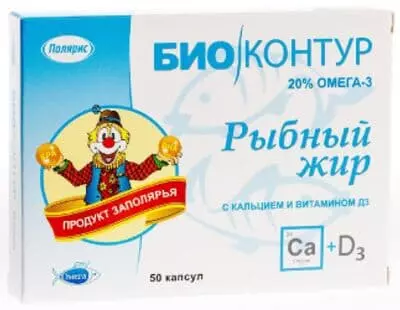 Полярис
БИОКОНТУР
20% ОМЕГА-3
Рыбный
жир
С КАЛЬЦИЕМ И ВИТАМИНОМ D3
ПРОДУКТ ЗАПОЛЯРЬЯ
Ca +D3
50 капсул